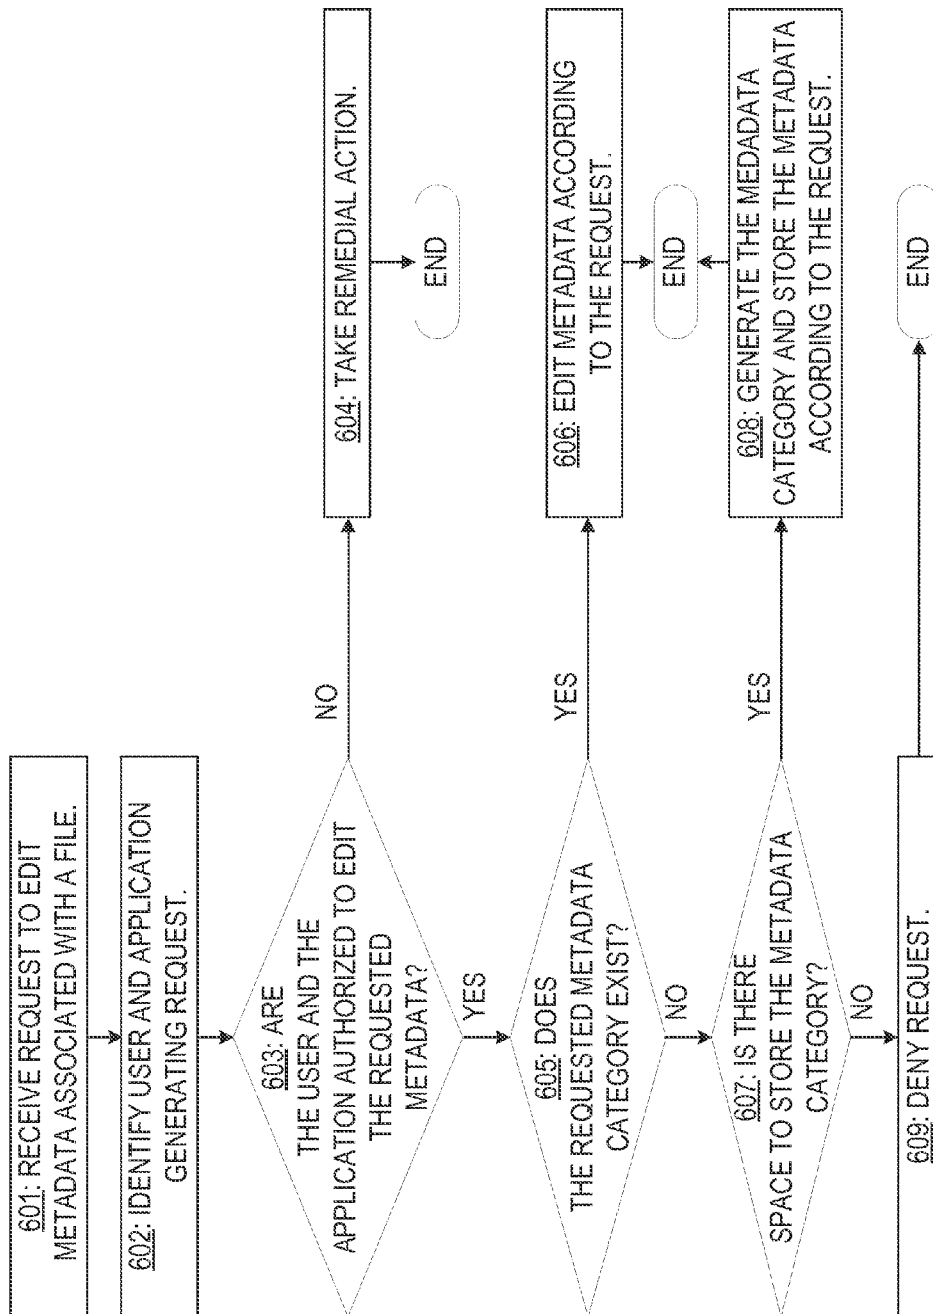 601: RECEIVE REQUEST TO EDIT
METADATA ASSOCIATED WITH A FILE.
602: IDENTIFY USER AND APPLICATION
GENERATING REQUEST.
603: ARE
THE USER AND THE
APPLICATION AUTHORIZED TO EDIT
THE REQUESTED
METADATA?
NO
604: TAKE REMEDIAL ACTION.
END
YES
605: DOES
THE REQUESTED METADATA
CATEGORY EXIST?
YES
606: EDIT METADATA ACCORDING
TO THE REQUEST.
END
NO
607: IS THERE
SPACE TO STORE THE METADATA
CATEGORY?
YES
608: GENERATE THE MEDADATA
CATEGORY AND STORE THE METADATA
ACCORDING TO THE REQUEST.
NO
609: DENY REQUEST.
END